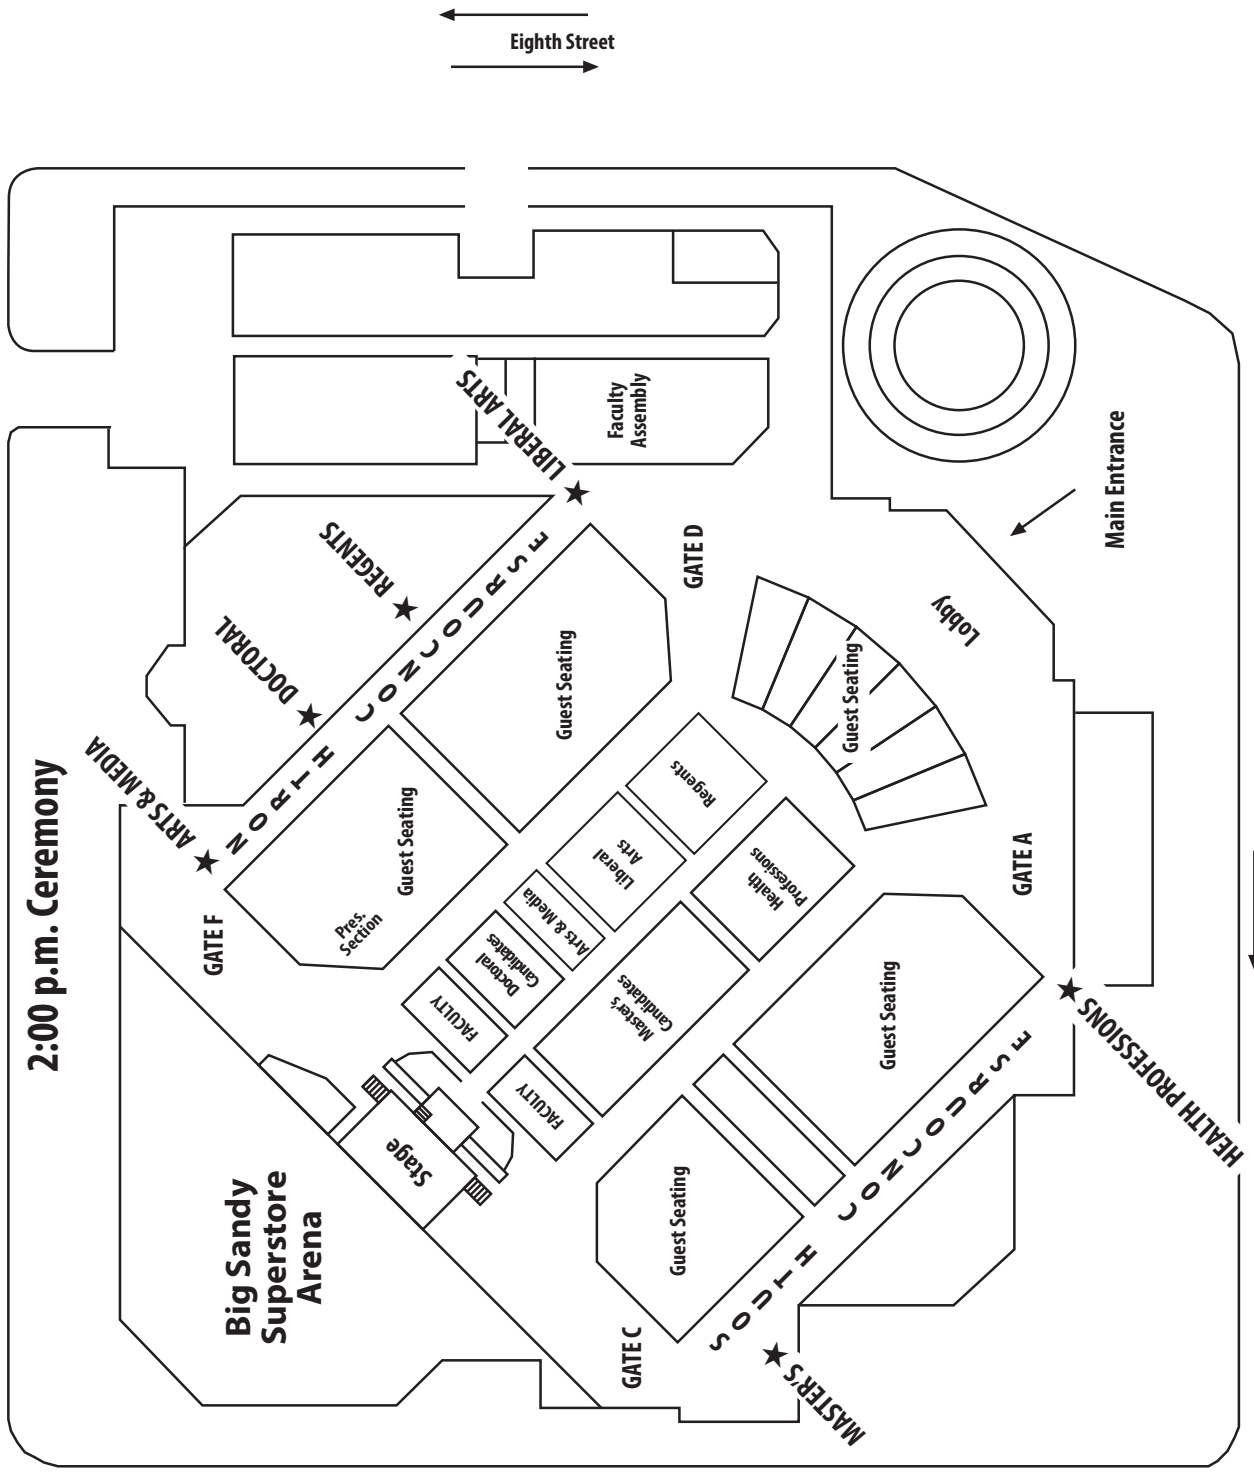 Eighth Street
2:00 p.m. Ceremony
Big Sandy
Superstore
Arena
ARTS & MEDIA
DOCTORAL
REGENTS
LIBERAL ARTS
NORTH CONCOURSE
Faculty
Assembly
GATE F
GATE D
Main Entrance
Lobby
Guest Seating
Guest Seating
Pres.
Section
Guest Seating
Regents
Liberal
Arts
Arts & Media
Doctoral
Candidates
FACULTY
Health
Professions
Master's
Candidates
FACULTY
Stage
GATE A
Guest Seating
Guest Seating
GATE C
SOUTH CONCOURSE
MASTER'S
HEALTH PROFESSIONS